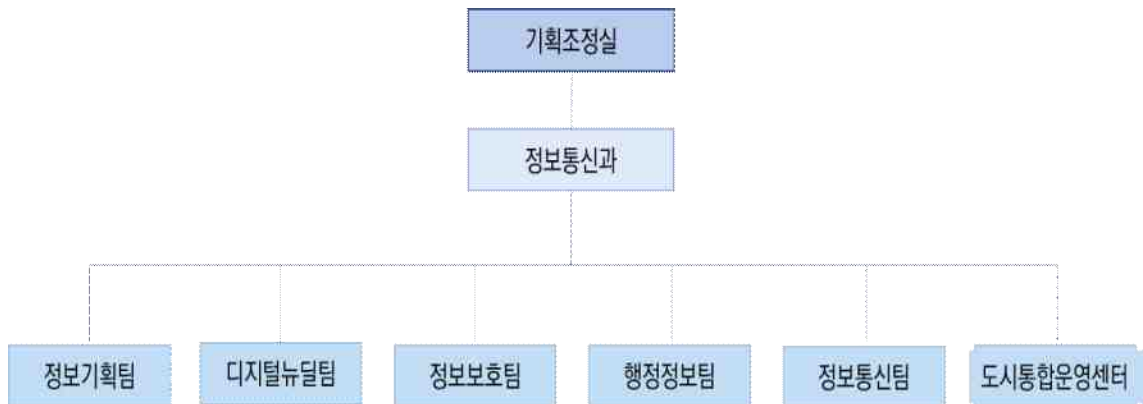 기획조정실
정보통신과
정보기획팀
디지털뉴딜팀
정보보호팀
행정정보팀
정보통신팀
도시통합운영센터